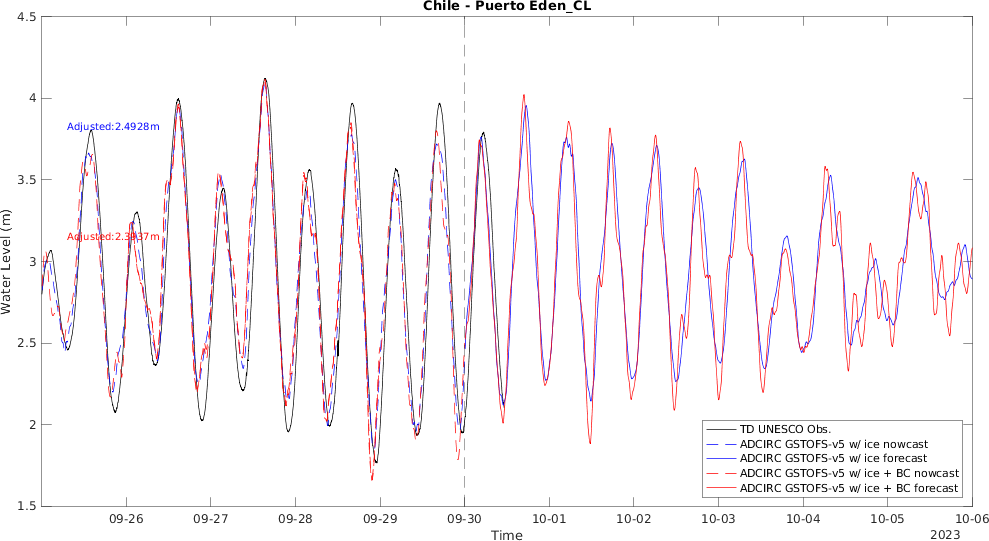 Chile - Puerto Eden_CL
4.5
4
3.5
3
2.5
2
1.5
Water Level (m)
Adjusted:2.4928m
TD UNESCO Obs.
ADCIRC GSTOFS-v5 w/ ice nowcast
ADCIRC GSTOFS-v5 w/ ice forecast
ADCIRC GSTOFS-v5 w/ ice + BC nowcast
ADCIRC GSTOFS-v5 w/ ice + BC forecast
09-26
09-27
09-28
09-29
09-30
10-01
10-02
10-03
10-04
10-05
10-06
Time
2023